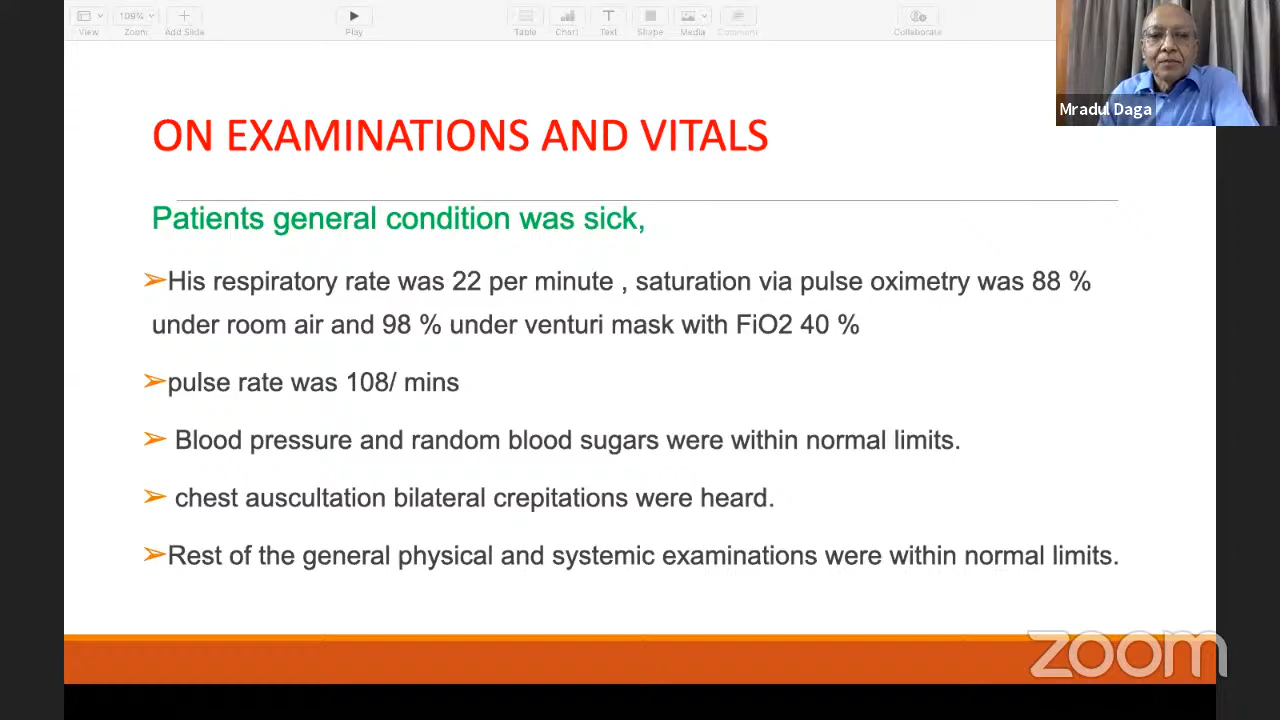 109%
View
Zoom
Add Slide
Play
Table
Chart
Text
Shape
Media
Comment
Collaborate
Mradul Daga
ON EXAMINATIONS AND VITALS
Patients general condition was sick,
➢His respiratory rate was 22 per minute , saturation via pulse oximetry was 88 %
under room air and 98 % under venturi mask with FiO2 40 %
➢pulse rate was 108/ mins
➢ Blood pressure and random blood sugars were within normal limits.
➢ chest auscultation bilateral crepitations were heard.
➢Rest of the general physical and systemic examinations were within normal limits.
zoom